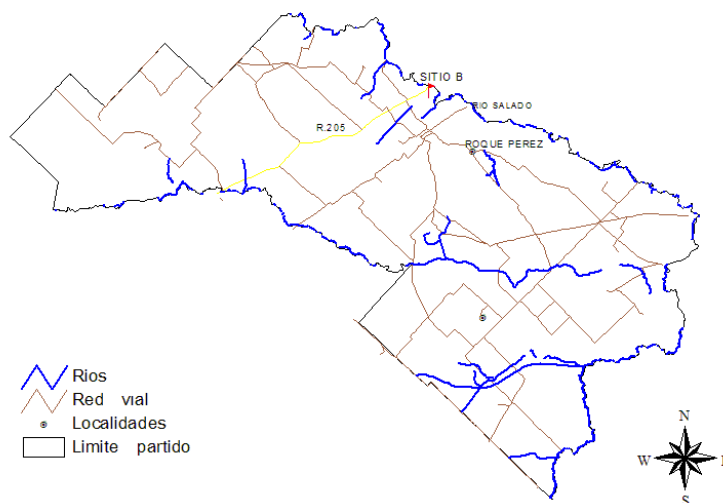 SITIO B
RIO SALADO
R.205
ROQUE PEREZ
Rios
Red vial
Localidades
Limite partido
N
W
S